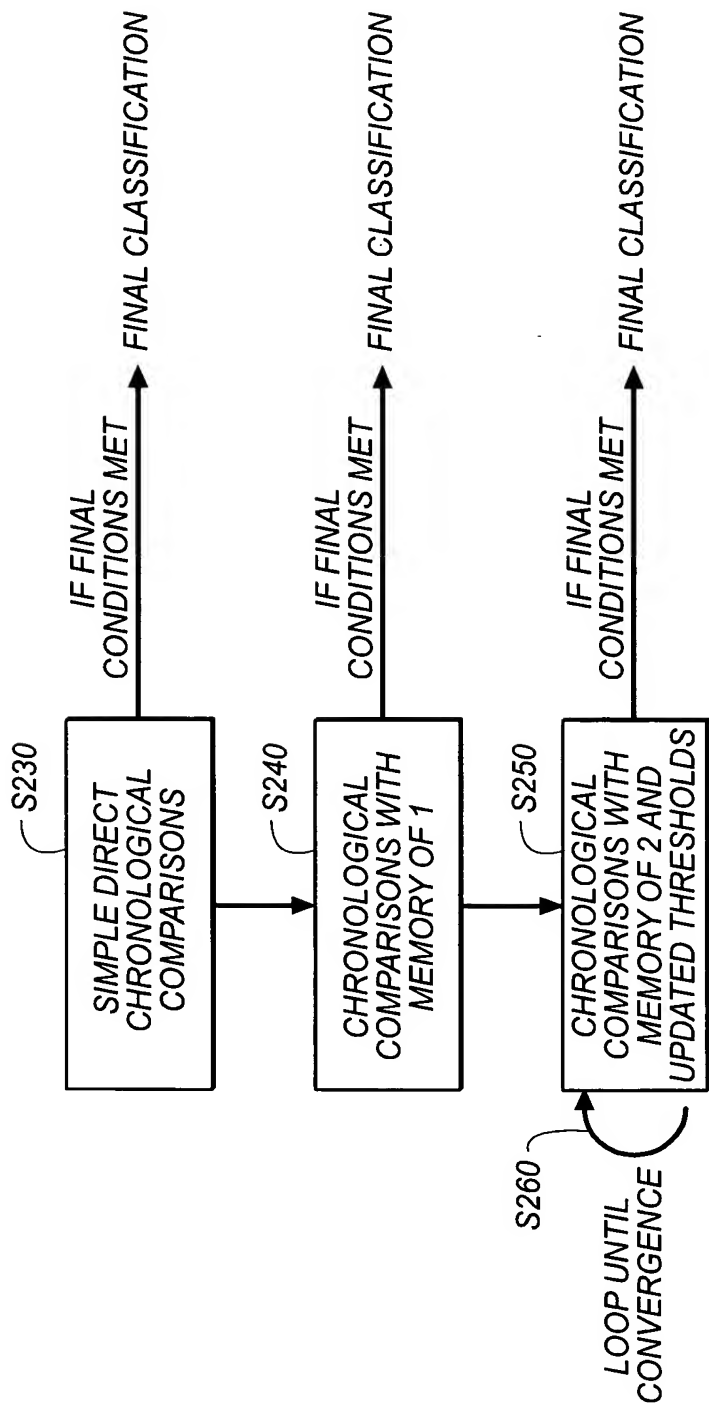 S230
SIMPLE DIRECT
CHRONOLOGICAL
COMPARISONS
IF FINAL
CONDITIONS MET
FINAL CLASSIFICATION
S240
CHRONOLOGICAL
COMPARISONS WITH
MEMORY OF 1
IF FINAL
CONDITIONS MET
FINAL CLASSIFICATION
S250
CHRONOLOGICAL
COMPARISONS WITH
MEMORY OF 2 AND
UPDATED THRESHOLDS
IF FINAL
CONDITIONS MET
FINAL CLASSIFICATION
S260
LOOP UNTIL
CONVERGENCE